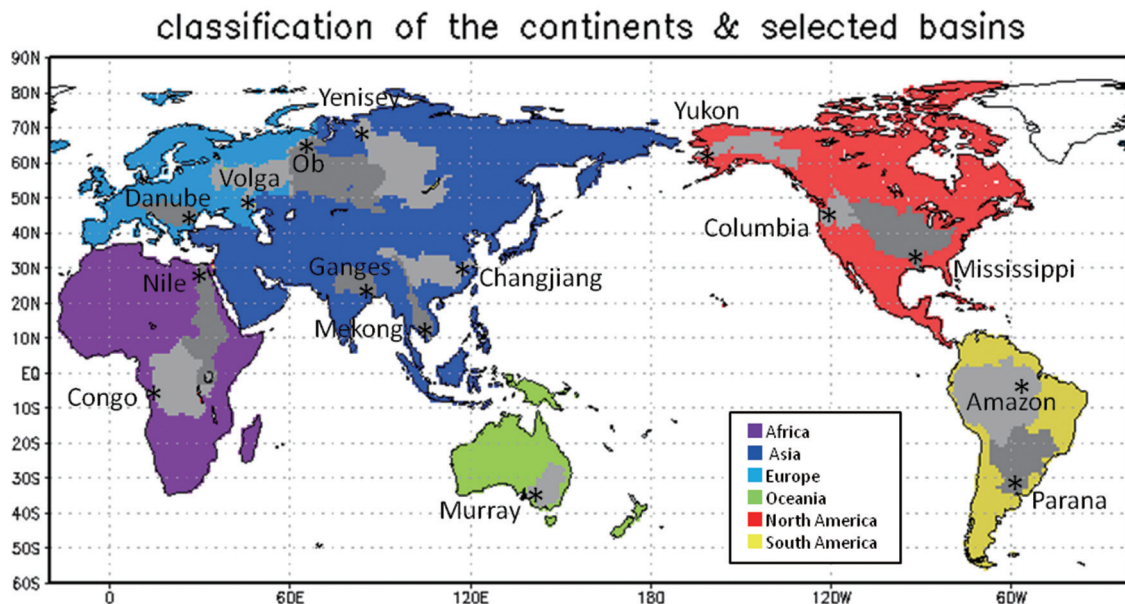 classification of the continents & selected basins
90N
80N
70N
60N
50N
40N
30N
20N
10N
EQ
10S
20S
30S
40S
50S
60S
Yenisey
Yukon
Ob
Volga
Danube
Columbia
Ganges
Changjiang
Mississippi
Nile
Mekong
Congo
Amazon
Murray
Parana
Africa
Asia
Europe
Oceania
North America
South America
0
60E
120E
180
120W
60W